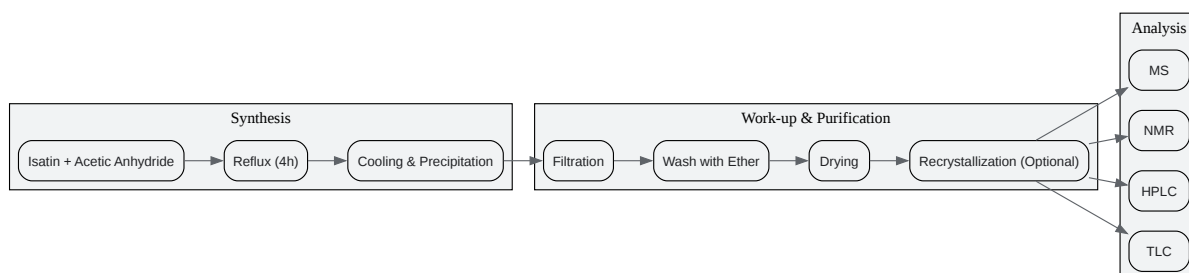 Analysis
MS
Synthesis
Work-up & Purification
NMR
Isatin + Acetic Anhydride
Reflux (4h)
Cooling & Precipitation
Filtration
Wash with Ether
Drying
Recrystallization (Optional)
HPLC
TLC